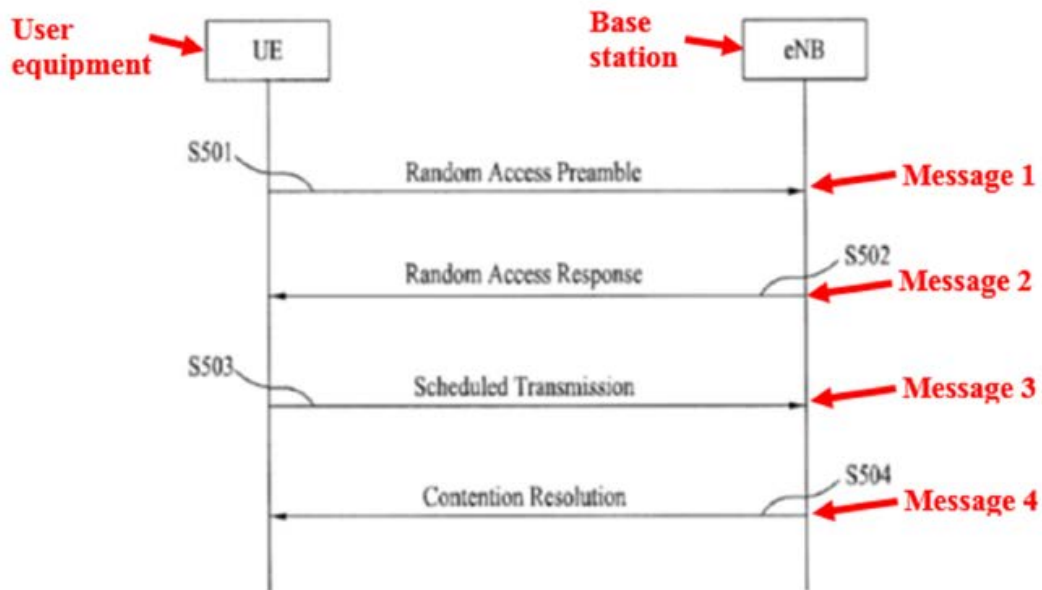 User
equipment
UE
Base
station
eNB
S501
Random Access Preamble
Message 1
Random Access Response
S502
Message 2
S503
Scheduled Transmission
Message 3
Contention Resolution
S504
Message 4